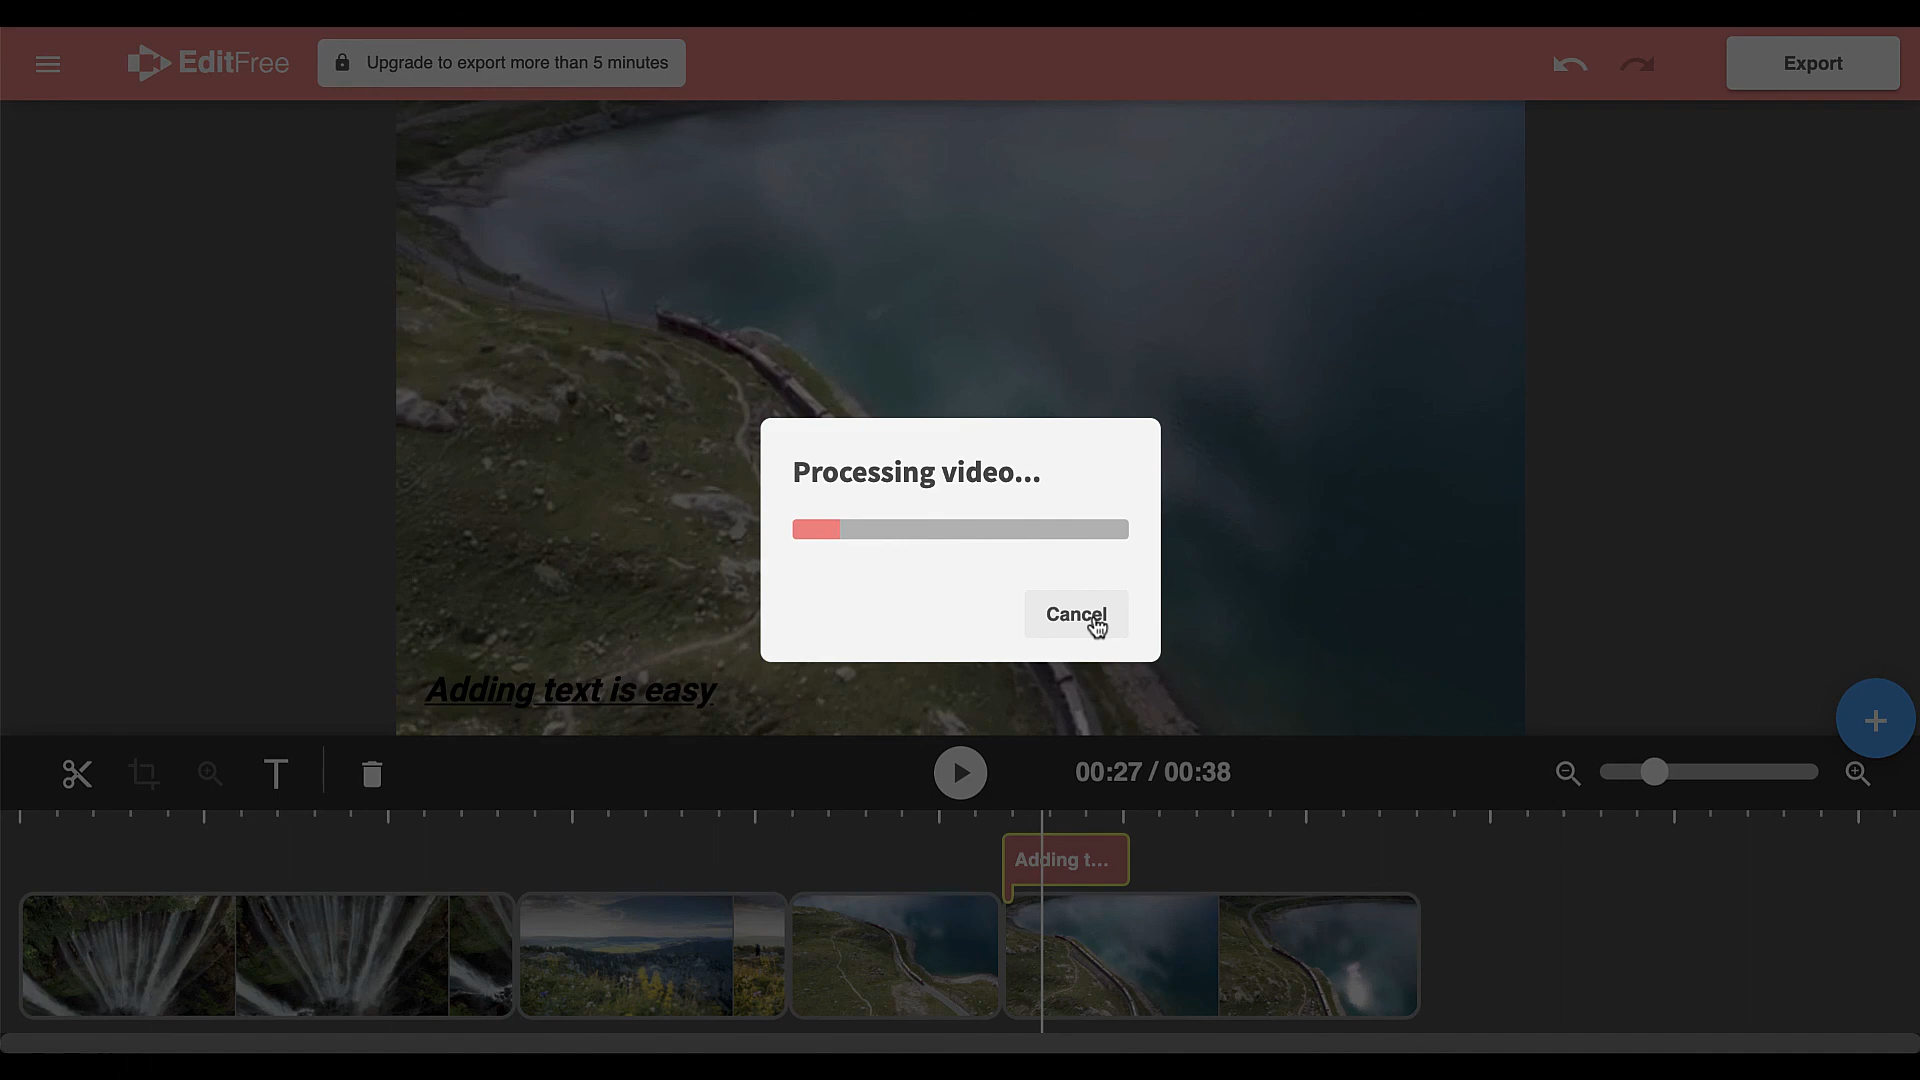 EditFree
Upgrade to export more than 5 minutes
Export
Processing video...
Cancel
Adding text is easy
T
00:27 / 00:38
Adding t...